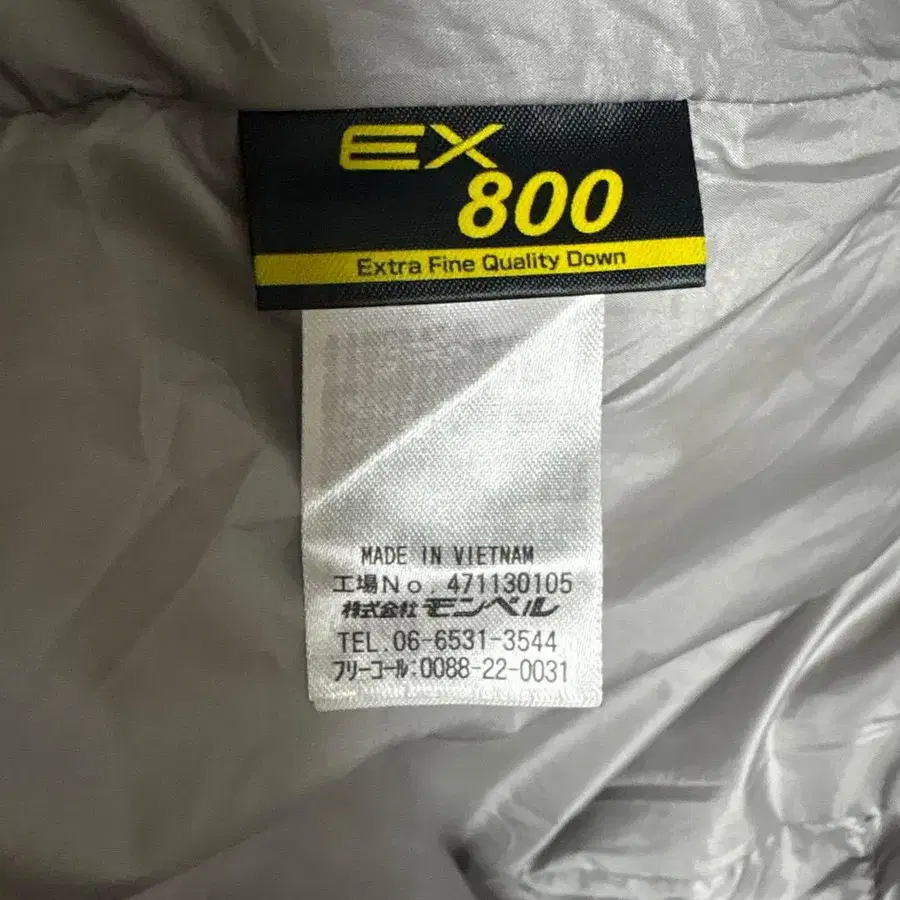 EX
800
Extra Fine Quality Down
MADE IN VIETNAM
工場No. 471130105
株式会社モンベル
TEL.06-6531-3544
フリーコール:0088-22-0031